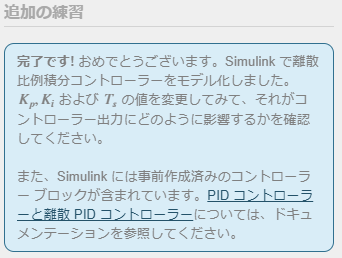 追加の練習
完了です! おめでとうございます。Simulink で離散
比例積分コントローラーをモデル化しました。
Kp, Ki および Ts の値を変更してみて、それがコ
ントローラー出力にどのように影響するかを確認
してください。
また、Simulink には事前作成済みのコントローラ
ー ブロックが含まれています。PID コントローラ
ーと離散 PID コントローラーについては、ドキュ
メンテーションを参照してください。